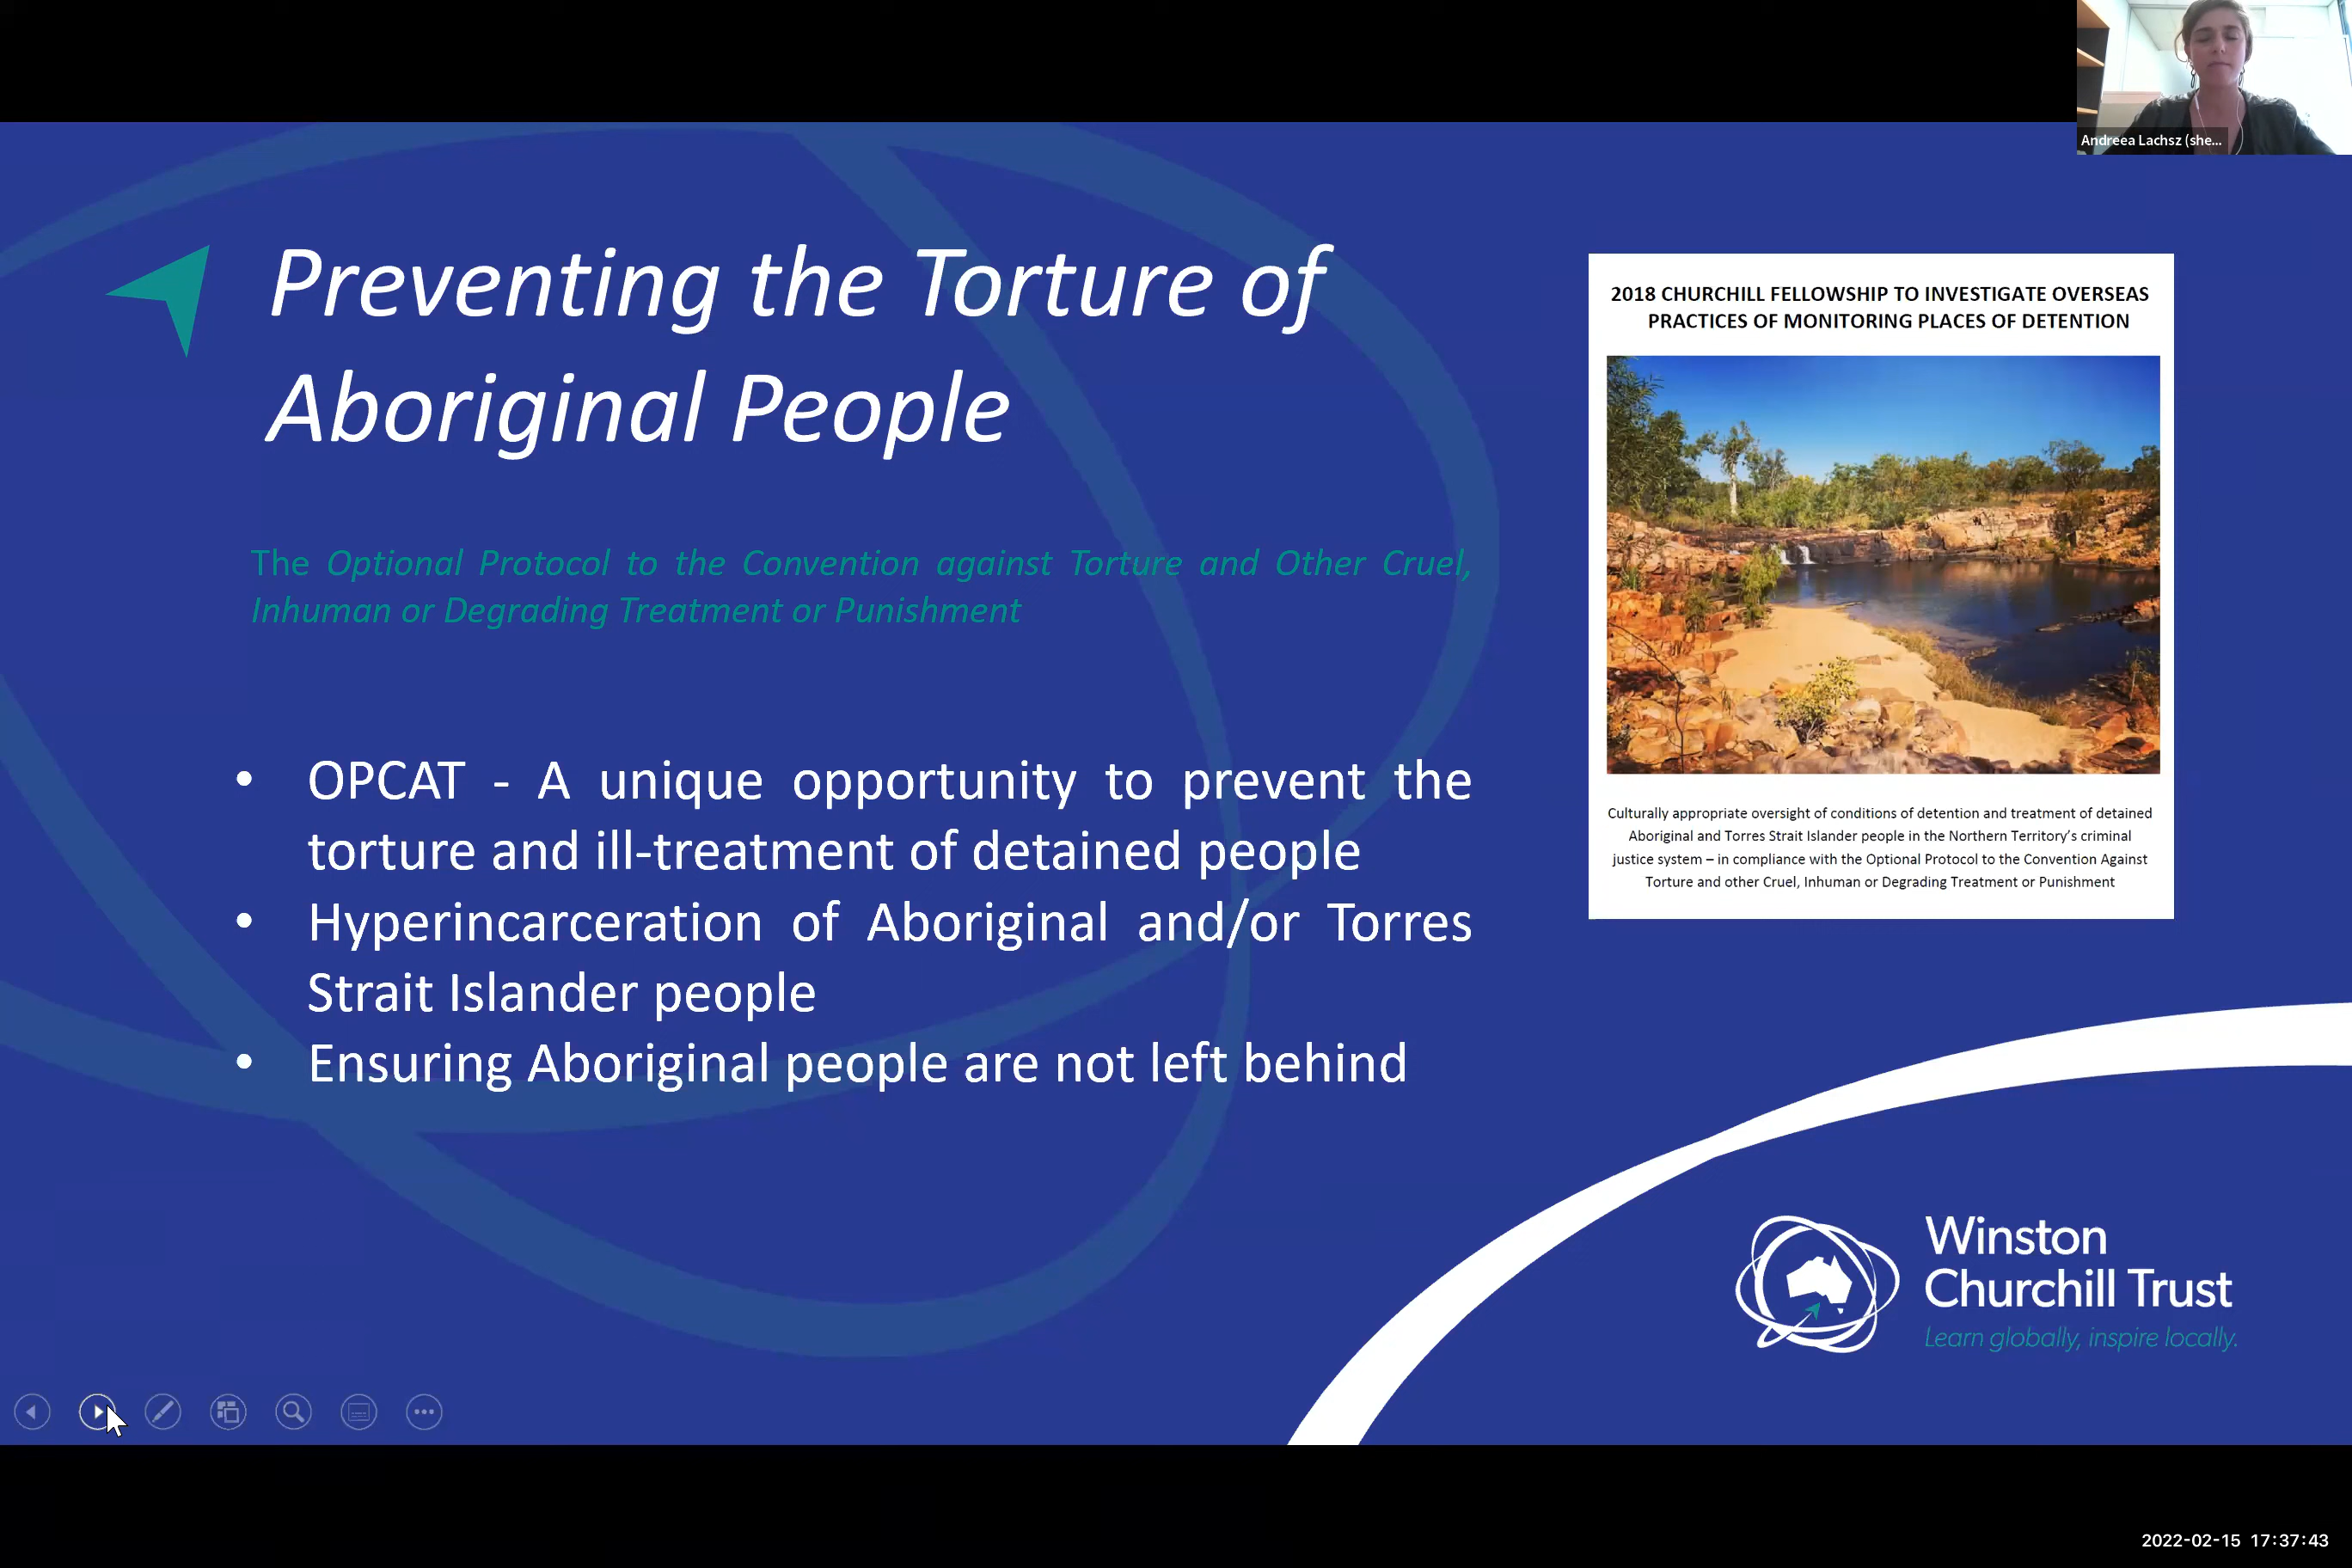 Andreea Lachsz (she...
Preventing the Torture of
Aboriginal People
The Optional Protocol to the Convention against Torture and Other Cruel,
Inhuman or Degrading Treatment or Punishment
• OPCAT - A unique opportunity to prevent the
torture and ill-treatment of detained people
• Hyperincarceration of Aboriginal and/or Torres
Strait Islander people
• Ensuring Aboriginal people are not left behind
2018 CHURCHILL FELLOWSHIP TO INVESTIGATE OVERSEAS
PRACTICES OF MONITORING PLACES OF DETENTION
Culturally appropriate oversight of conditions of detention and treatment of detained
Aboriginal and Torres Strait Islander people in the Northern Territory's criminal
justice system – in compliance with the Optional Protocol to the Convention Against
Torture and other Cruel, Inhuman or Degrading Treatment or Punishment
Winston
Churchill Trust
Learn globally, inspire locally.
2022-02-15 17:37:43